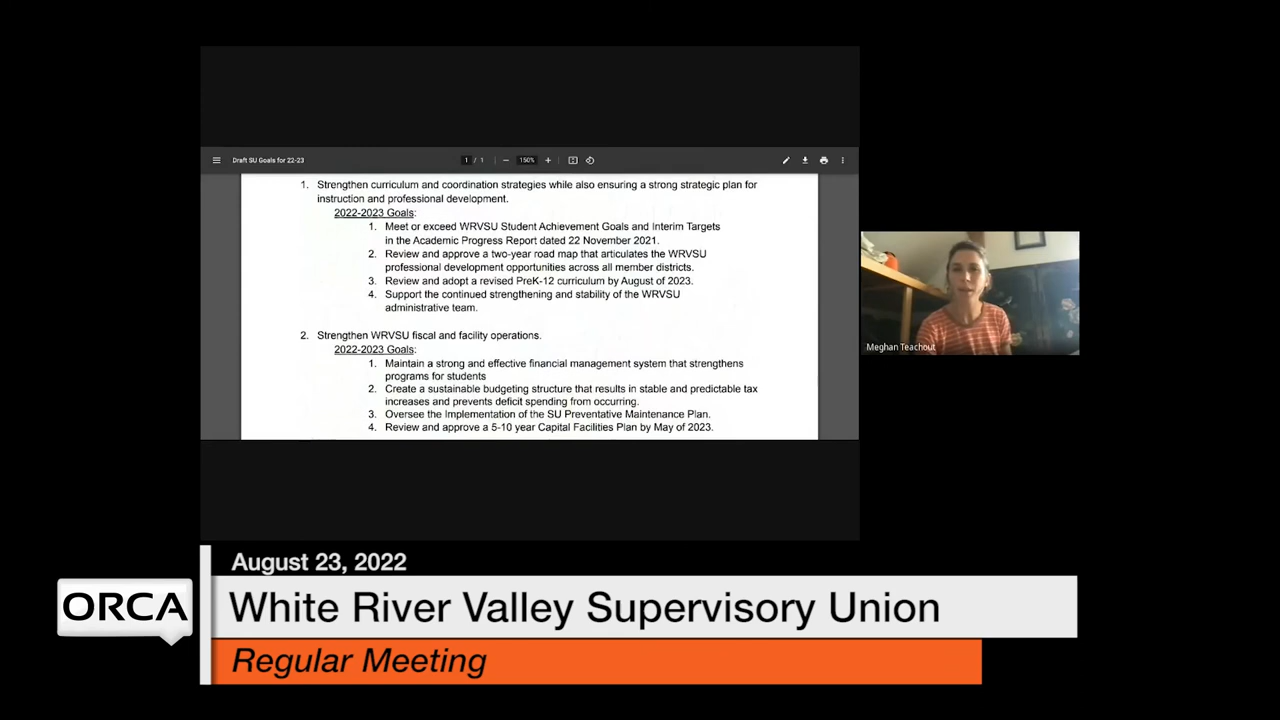 Draft SU Goals for 22-23
1 / 1
150%
1. Strengthen curriculum and coordination strategies while also ensuring a strong strategic plan for
instruction and professional development.
2022-2023 Goals:
1. Meet or exceed WRVSU Student Achievement Goals and Interim Targets
in the Academic Progress Report dated 22 November 2021.
2. Review and approve a two-year road map that articulates the WRVSU
professional development opportunities across all member districts.
3. Review and adopt a revised PreK-12 curriculum by August of 2023.
4. Support the continued strengthening and stability of the WRVSU
administrative team.
2. Strengthen WRVSU fiscal and facility operations.
2022-2023 Goals:
1. Maintain a strong and effective financial management system that strengthens
programs for students
2. Create a sustainable budgeting structure that results in stable and predictable tax
increases and prevents deficit spending from occurring.
3. Oversee the Implementation of the SU Preventative Maintenance Plan.
4. Review and approve a 5-10 year Capital Facilities Plan by May of 2023.
Meghan Teachout
August 23, 2022
ORCA
White River Valley Supervisory Union
Regular Meeting